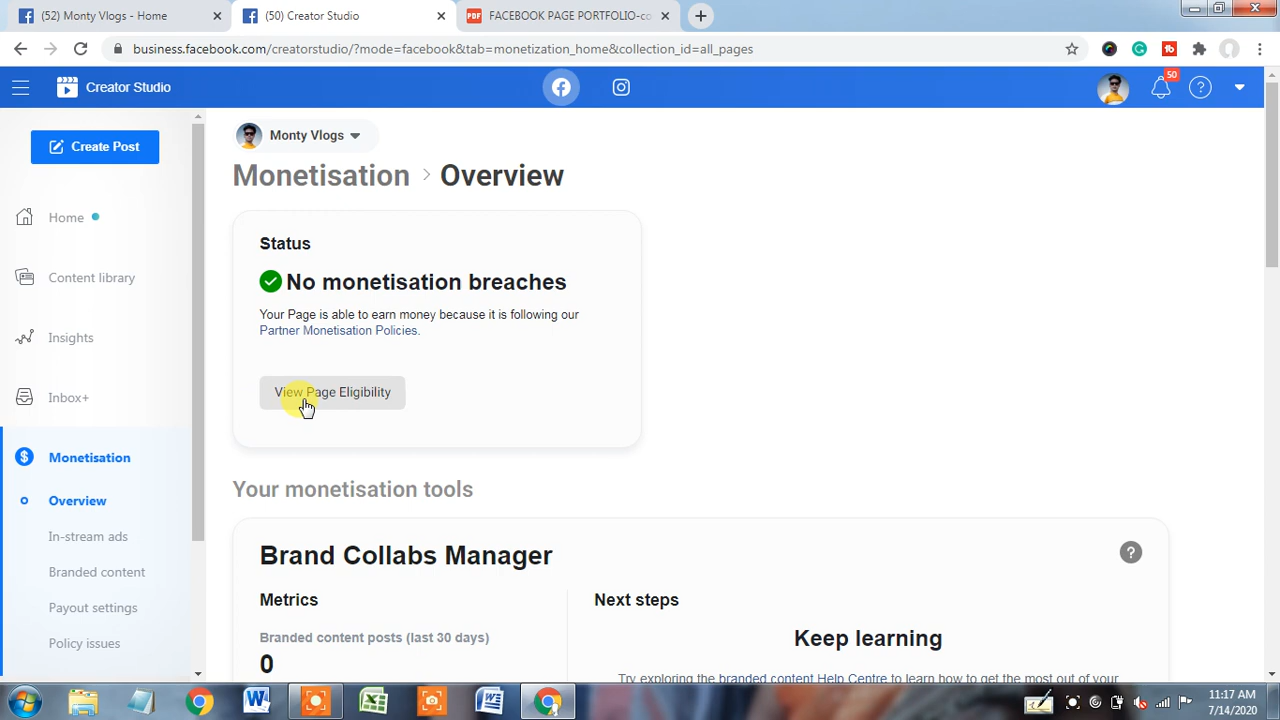 (52) Monty Vlogs - Home
(50) Creator Studio
PDF FACEBOOK PAGE PORTFOLIO-co
business.facebook.com/creatorstudio/?mode=facebook&tab=monetization_home&collection_id=all_pages
Creator Studio
50
Create Post
Home
Content library
Insights
Inbox+
Monetisation
Overview
In-stream ads
Branded content
Payout settings
Policy issues
Monty Vlogs
Monetisation > Overview
Status
No monetisation breaches
Your Page is able to earn money because it is following our
Partner Monetisation Policies.
View Page Eligibility
Your monetisation tools
Brand Collabs Manager
?
Metrics
Branded content posts (last 30 days)
0
Next steps
Keep learning
Try exploring the branded content Help Centre to learn how to get the most out of your
11:17 AM
7/14/2020